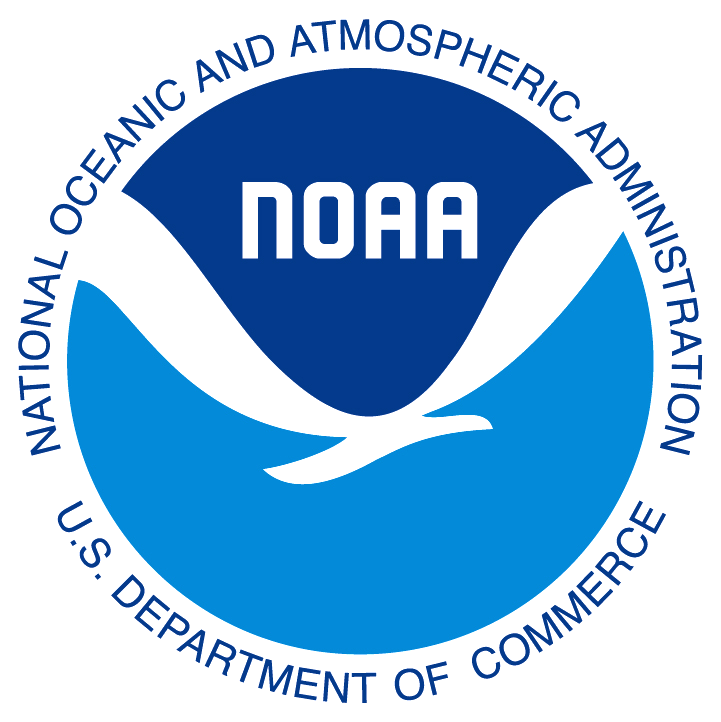 NATIONAL OCEANIC AND ATMOSPHERIC ADMINISTRATION
NOAA
U.S. DEPARTMENT OF COMMERCE